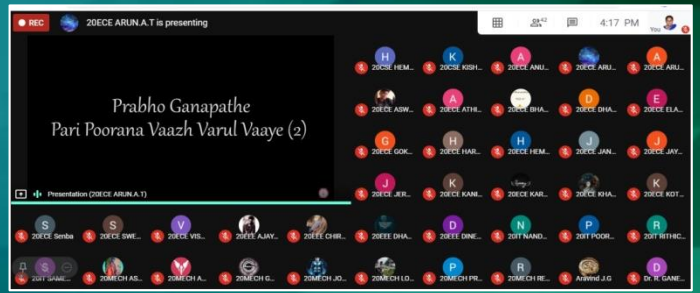 REC
20ECE ARUN.A.T is presenting
42
4:17 PM
You
Prabho Ganapathe
Pari Poorana Vaazh Varul Vaaye (2)
Presentation (20ECE ARUN.A.T)
H K A A
20CSE HEM... 20CSE KISH... 20ECE ANU... 20ECE ARU... 20ECE ARU...
A D E
20ECE ASW... 20ECE ATHI... 20ECE BHA... 20ECE DHA... 20ECE ELA...
G H H J J
20ECE GOK... 20ECE HAR... 20ECE HEM... 20ECE JAN... 20ECE JAY...
J K K
20ECE JER... 20ECE KANI... 20ECE KAR... 20ECE KHA... 20ECE KOT...
S S V D N P R
20ECE Senba 20ECE SWE... 20ECE VIS... 20EEE AJAY... 20EEE CHIR... 20EEE DHA... 20EEE DINE... 20IT NAND... 20IT POOR... 20IT RITHIC...
S P R D
20IT SAME... 20MECH AS... 20MECH A... 20MECH G... 20MECH JO... 20MECH LO... 20MECH PR... 20MECH RE... Arivind J.G Dr. R. GANE...